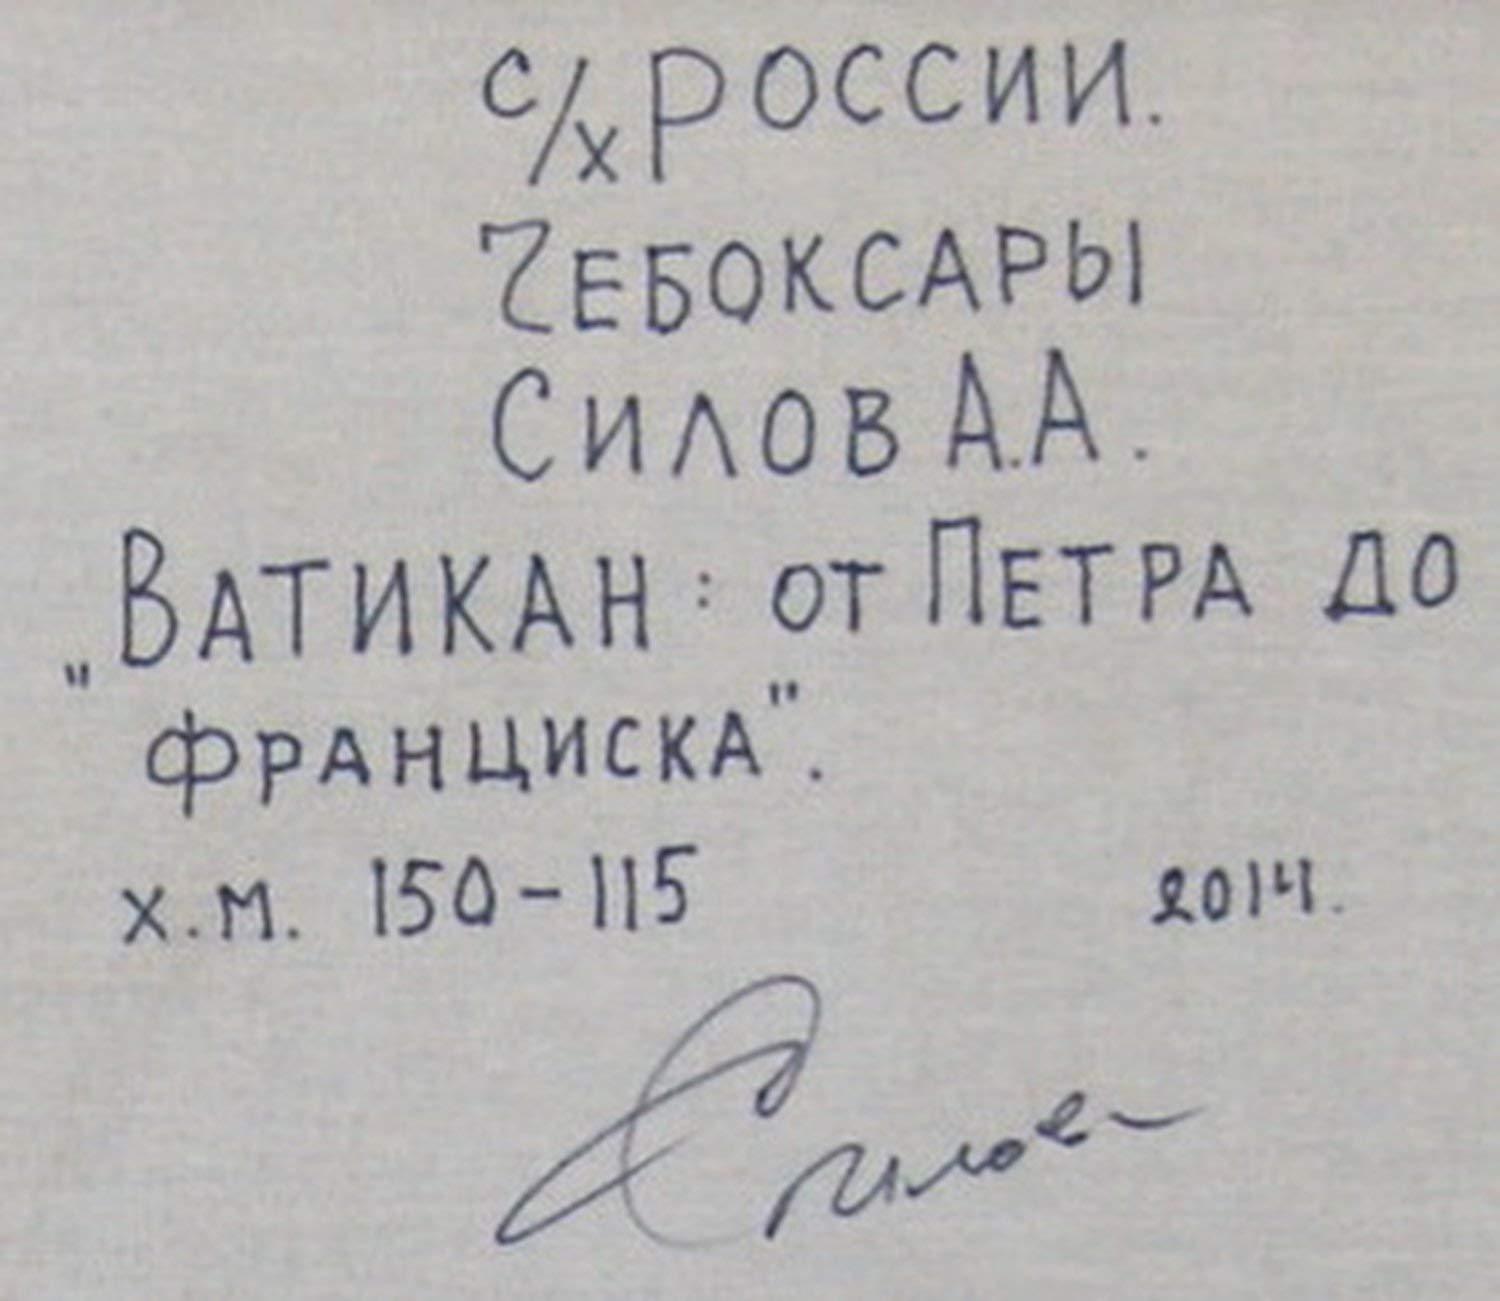 с/х РОССИИ.
ЧЕБОКСАРЫ
СИЛОВ А.А.
„ВАТИКАН: ОТ ПЕТРА ДО
ФРАНЦИСКА".
х.м. 150-115 2014.
Силов